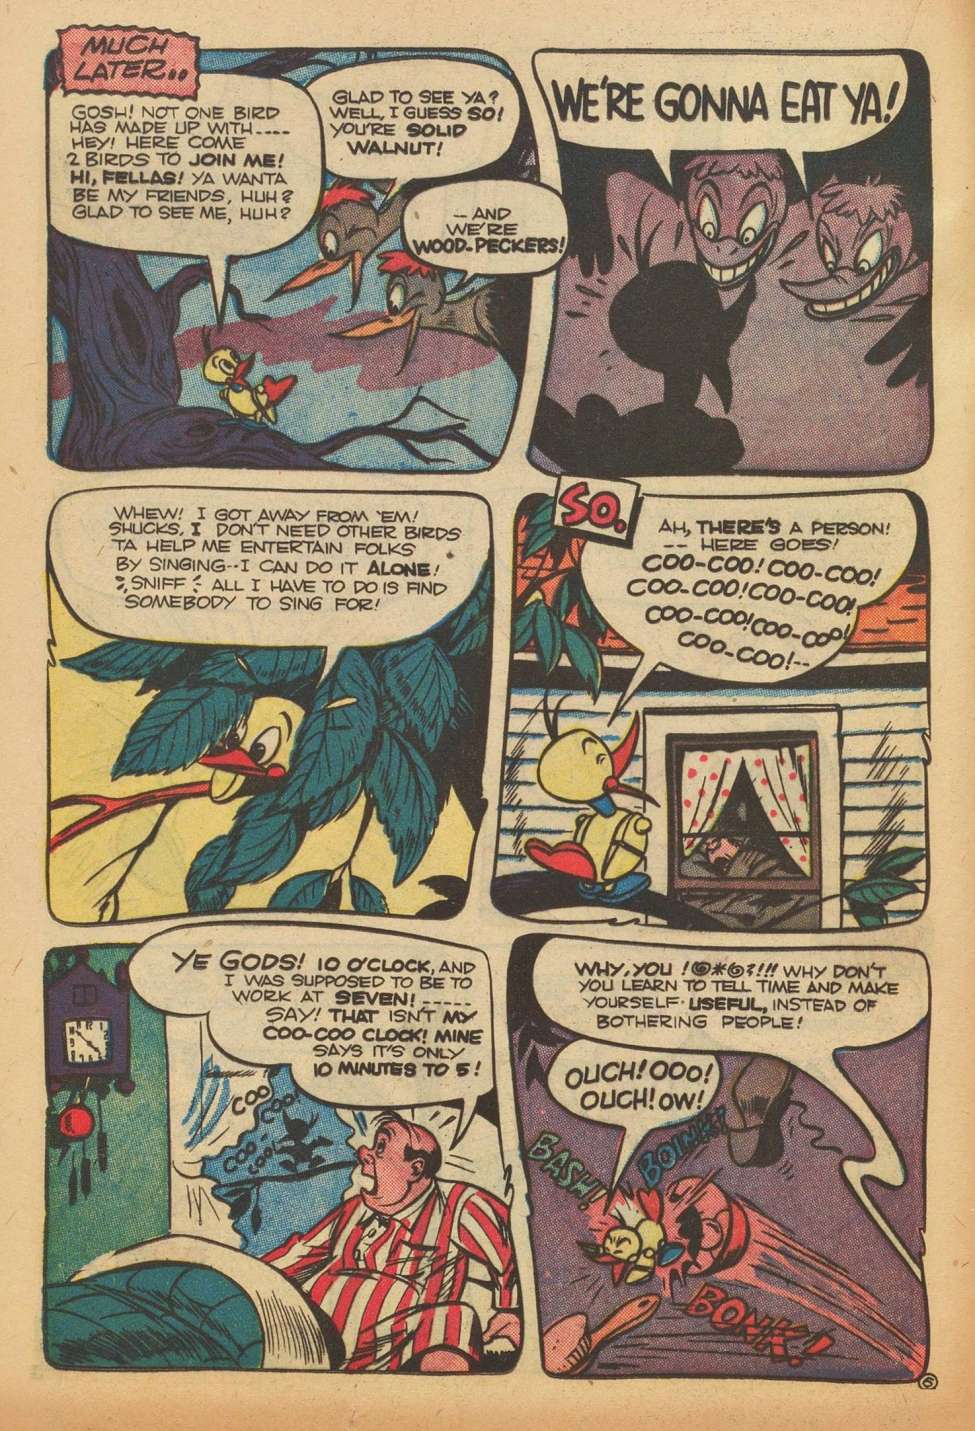 MUCH
LATER..
GOSH! NOT ONE BIRD
HAS MADE UP WITH----
HEY! HERE COME
2 BIRDS TO JOIN ME!
HI, FELLAS! YA WANTA
BE MY FRIENDS, HUH?
GLAD TO SEE ME, HUH?
GLAD TO SEE YA?
WELL, I GUESS SO!
YOU'RE SOLID
WALNUT!
-- AND
WE'RE
WOOD-PECKERS!
WE'RE GONNA EAT YA!
WHEW! I GOT AWAY FROM 'EM!
SHUCKS, I DON'T NEED OTHER BIRDS
TA HELP ME ENTERTAIN FOLKS
BY SINGING--I CAN DO IT ALONE!
SNIFF ALL I HAVE TO DO IS FIND
SOMEBODY TO SING FOR!
SO.
AH, THERE'S A PERSON!
-- HERE GOES!
COO-COO! COO-COO!
COO-COO! COO-COO!
COO-COO! COO-COO!
COO-COO!--
YE GODS! 10 O'CLOCK, AND
I WAS SUPPOSED TO BE TO
WORK AT SEVEN! -----
SAY! THAT ISN'T MY
COO-COO CLOCK! MINE
SAYS IT'S ONLY
10 MINUTES TO 5!
COO
COO!
COO
COO!
WHY, YOU !@*@?!!! WHY DON'T
YOU LEARN TO TELL TIME AND MAKE
YOURSELF USEFUL, INSTEAD OF
BOTHERING PEOPLE!
OUCH! OOO!
OUCH! OW!
BASH!
BOIMP!
BONK!
6